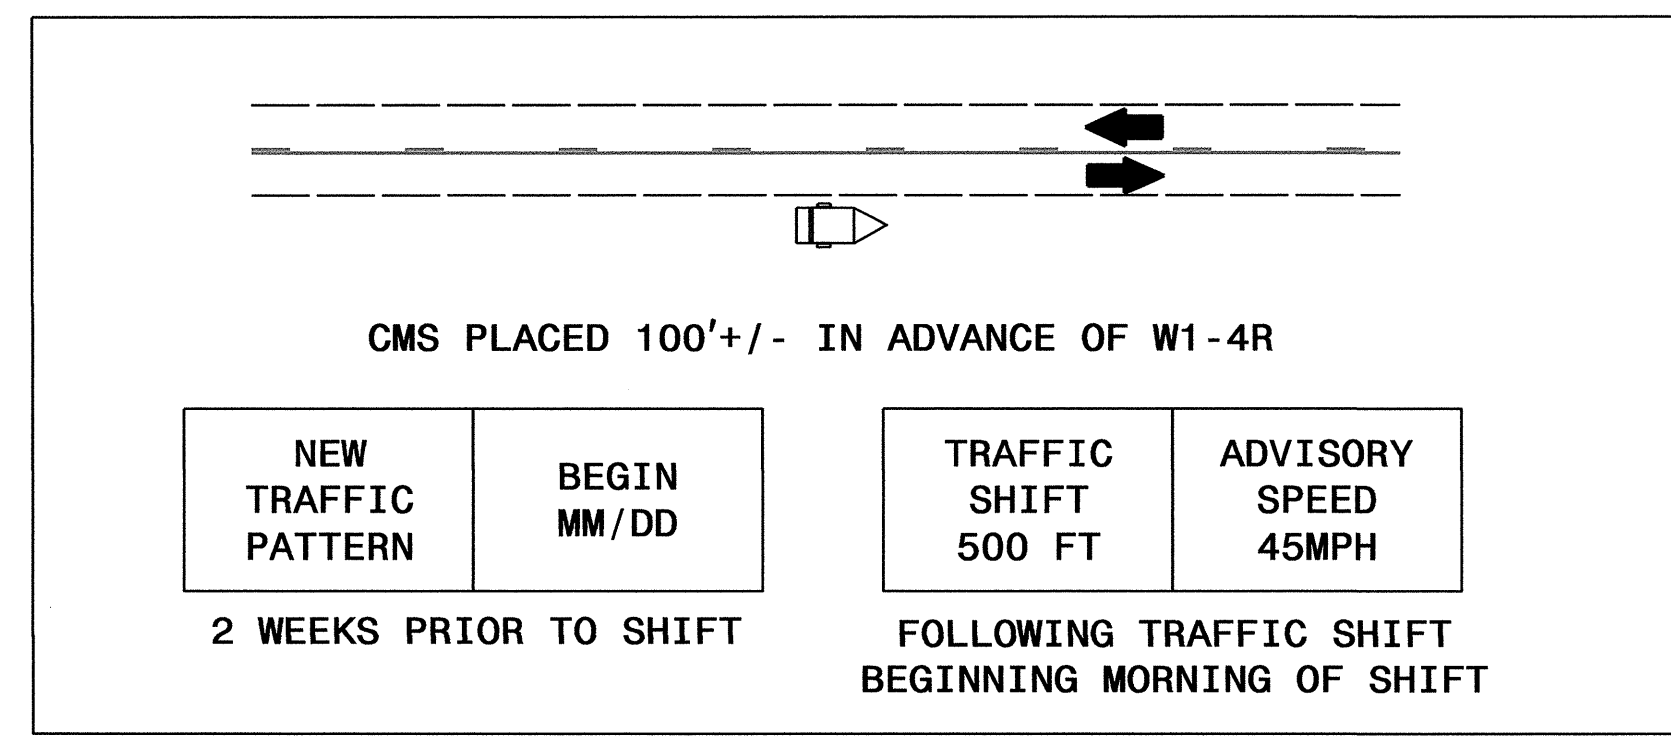 CMS PLACED 100'+/- IN ADVANCE OF W1-4R
NEW
TRAFFIC
PATTERN
BEGIN
MM/DD
2 WEEKS PRIOR TO SHIFT
TRAFFIC
SHIFT
500 FT
ADVISORY
SPEED
45MPH
FOLLOWING TRAFFIC SHIFT
BEGINNING MORNING OF SHIFT